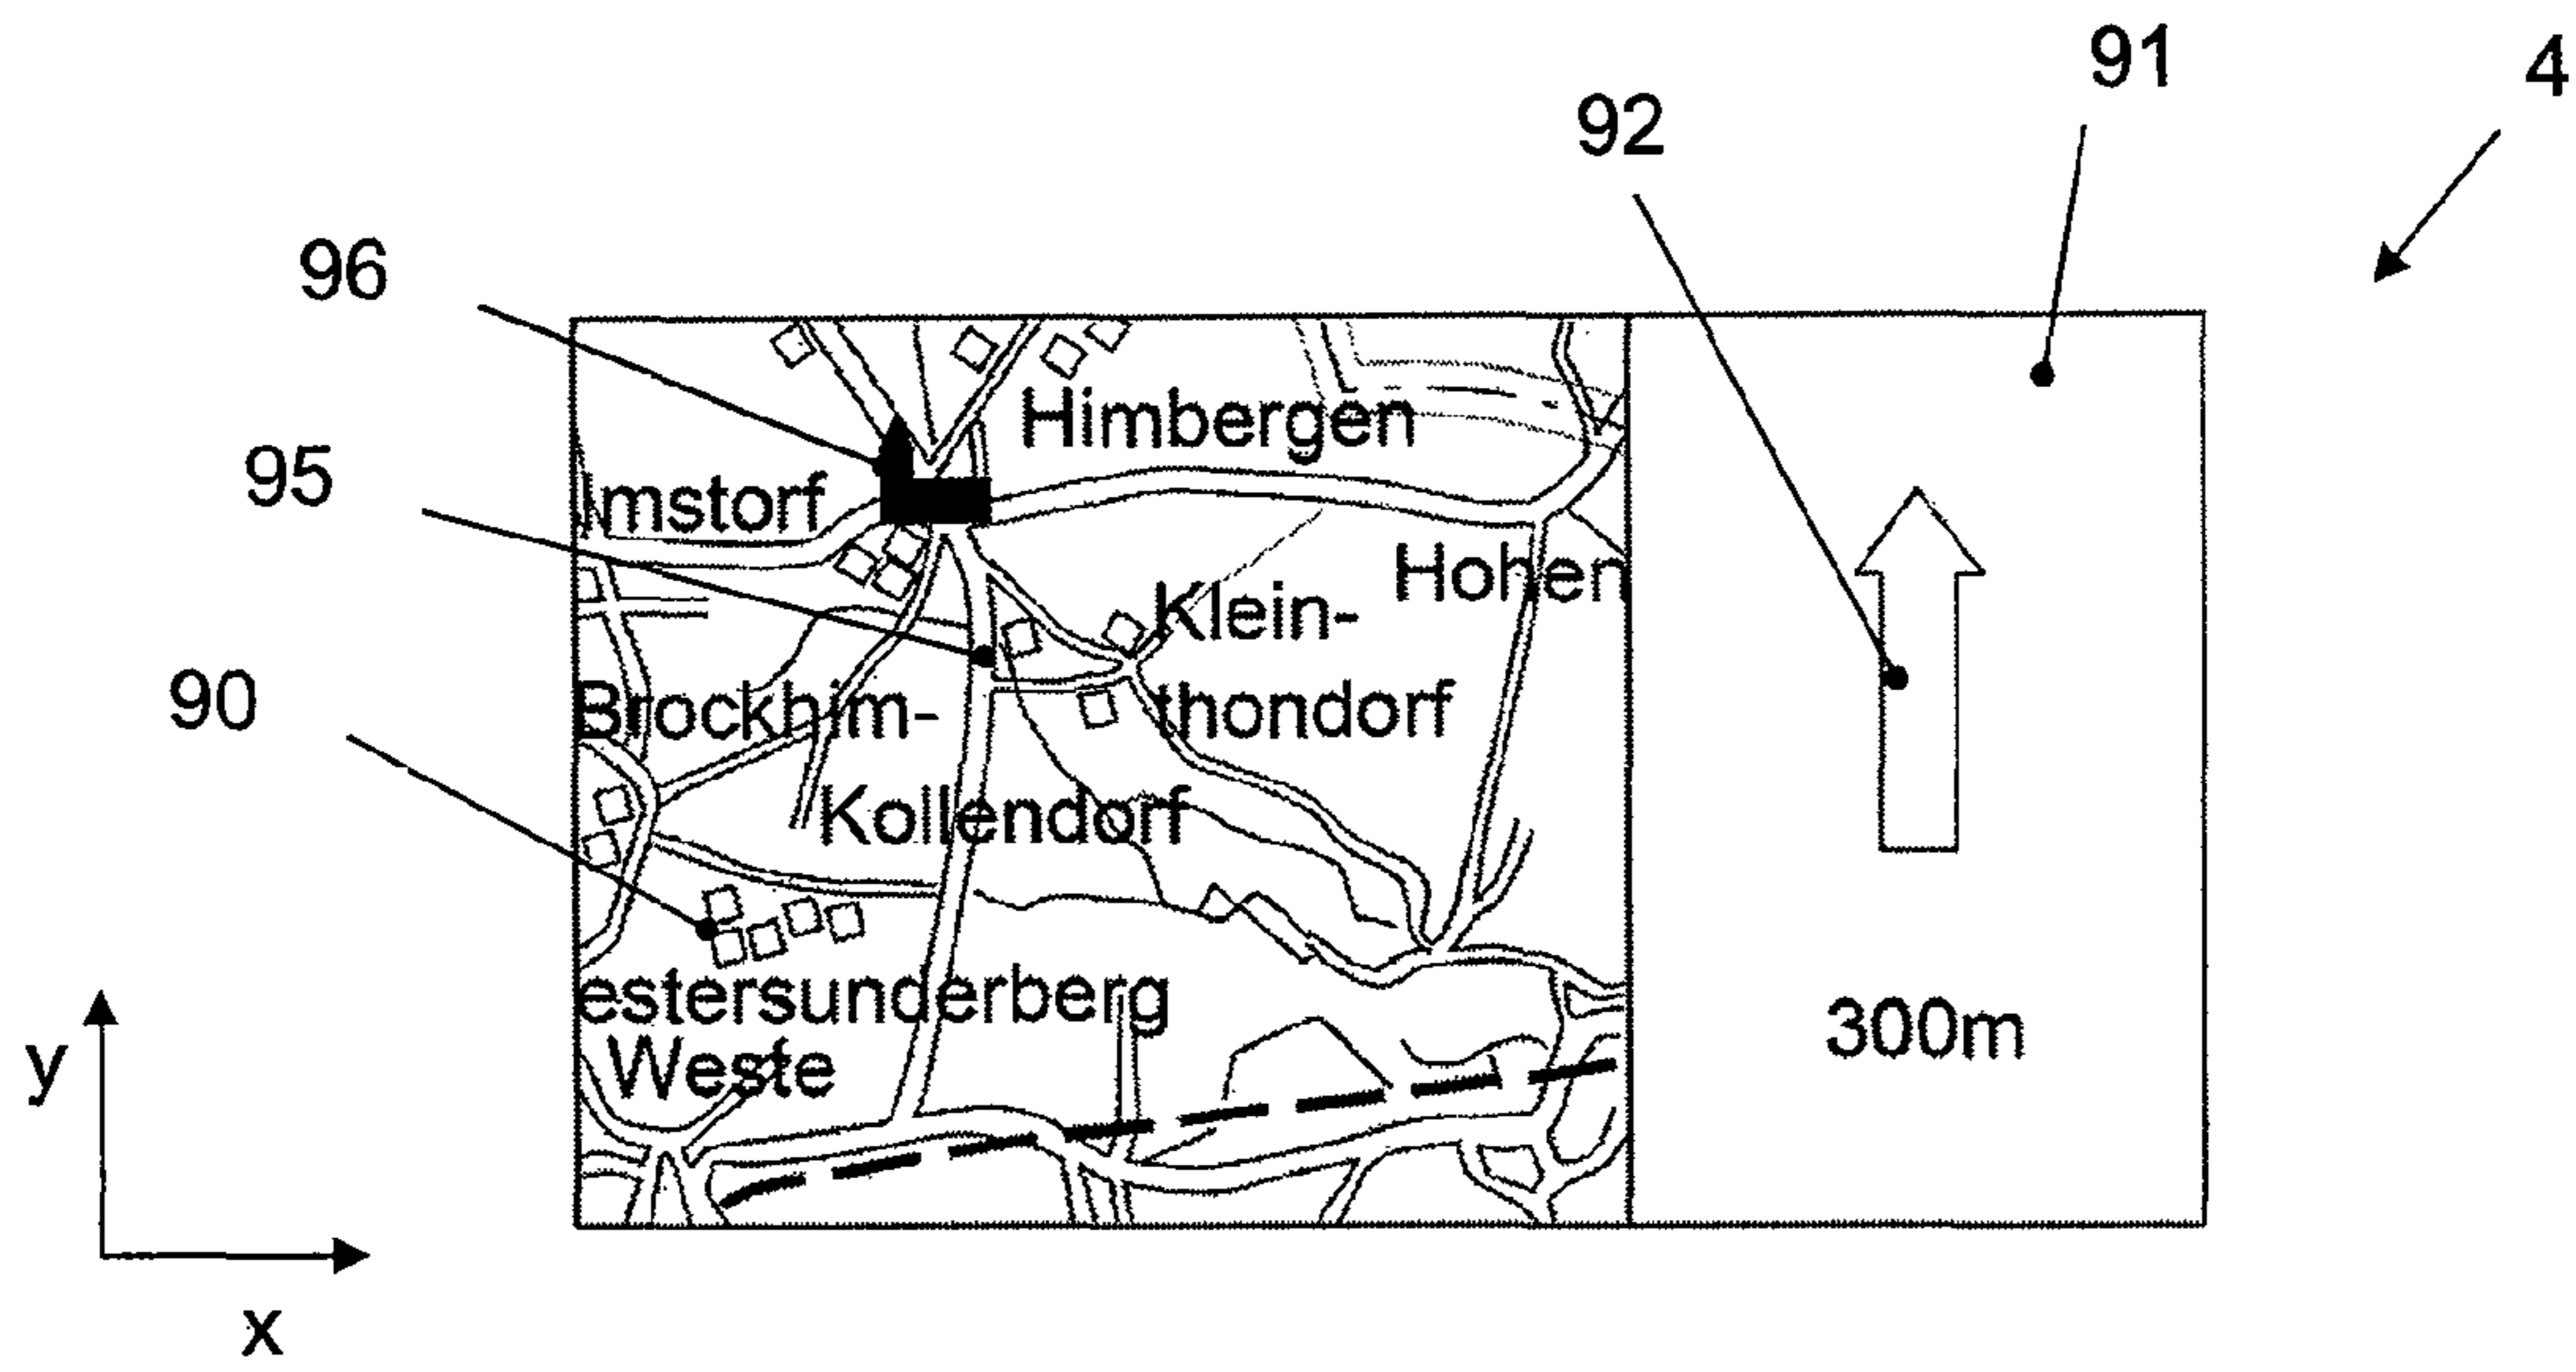 91
4
92
96
Himbergen
95
Imstorf
Hohen
Klein-
90
Brockhim-
thondorf
Kollendorf
estersunderberg
300m
y
Weste
x